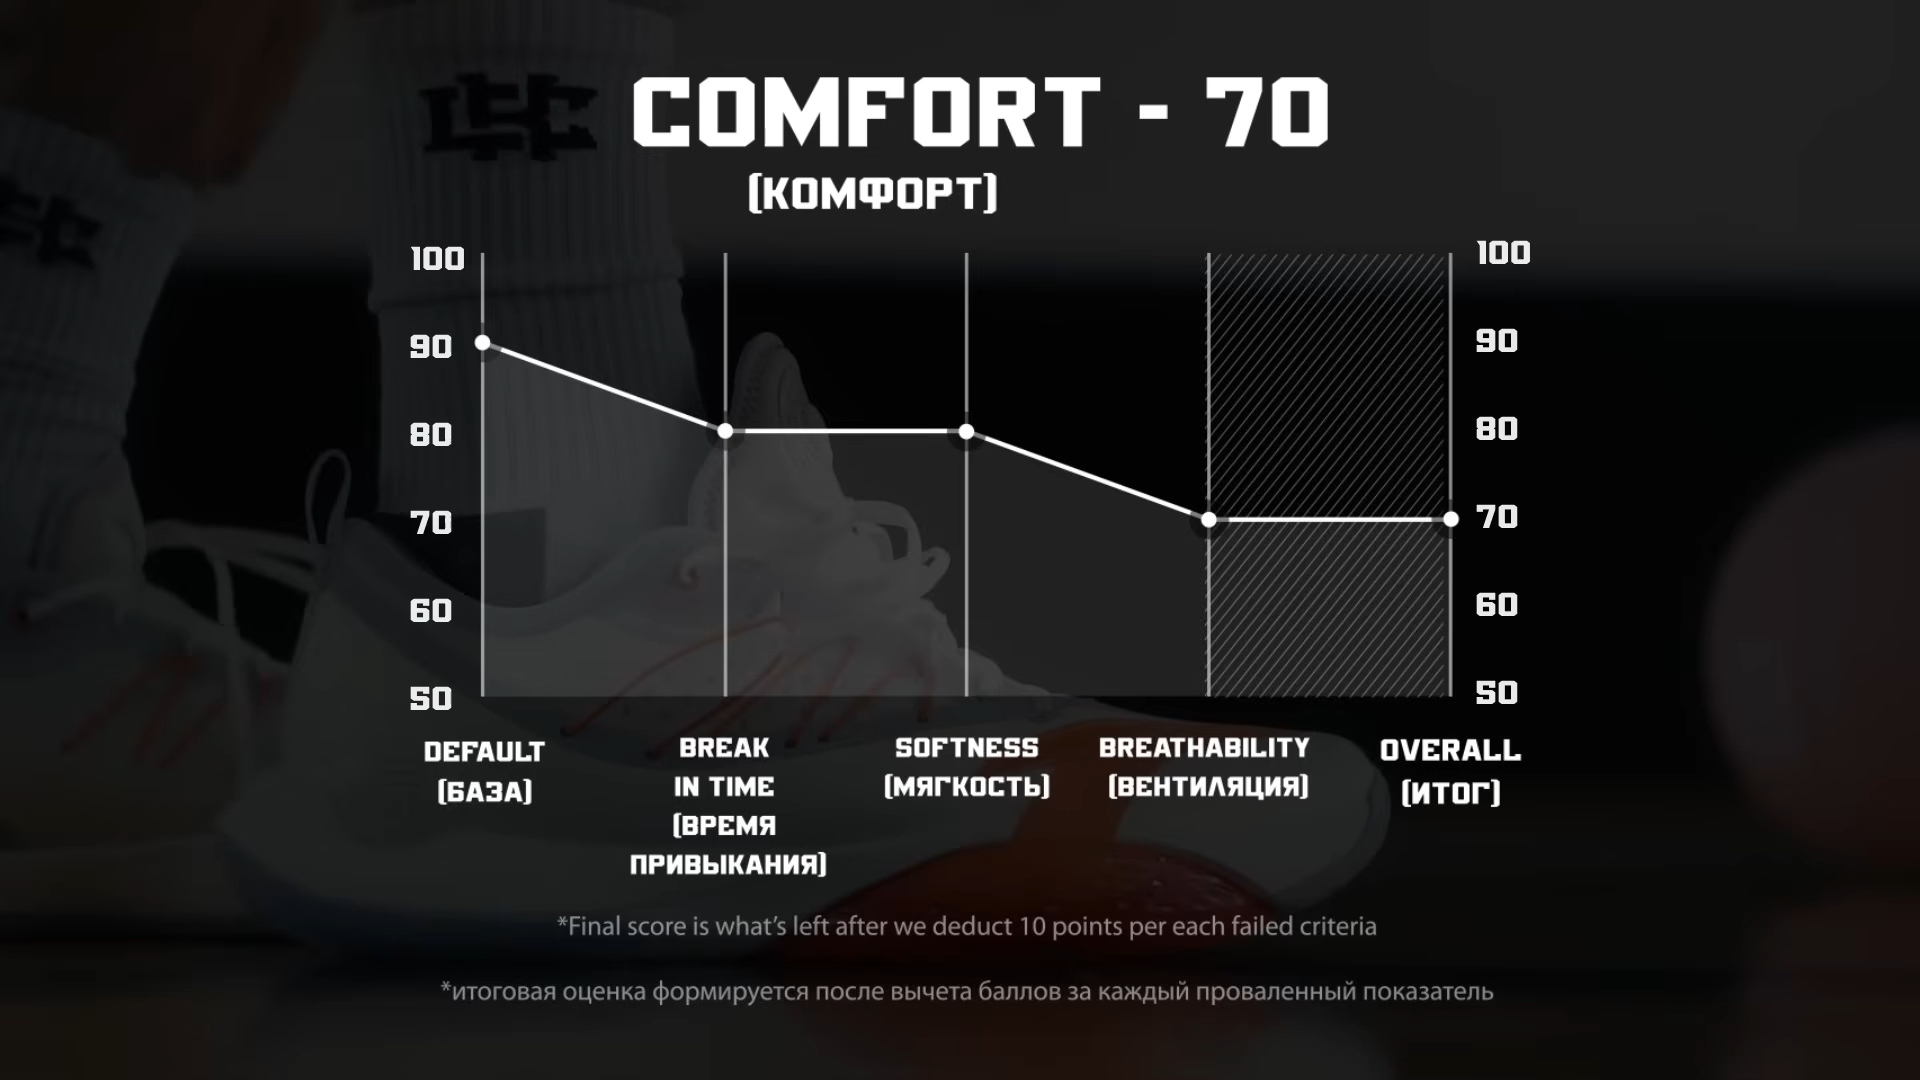 COMFORT - 70
(КОМФОРТ)
100
90
80
70
60
50
100
90
80
70
60
50
DEFAULT
(БАЗА)
BREAK
IN TIME
(ВРЕМЯ
ПРИВЫКАНИЯ)
SOFTNESS
(МЯГКОСТЬ)
BREATHABILITY
(ВЕНТИЛЯЦИЯ)
OVERALL
(ИТОГ)
*Final score is what's left after we deduct 10 points per each failed criteria
*итоговая оценка формируется после вычета баллов за каждый проваленный показатель